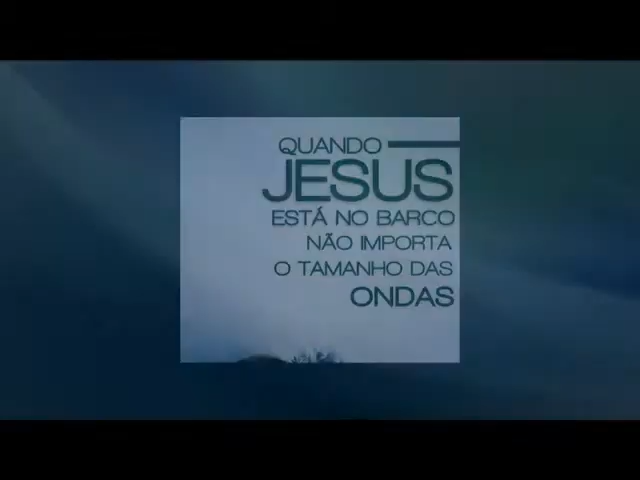 QUANDO
JESUS
ESTÁ NO BARCO
NÃO IMPORTA
O TAMANHO DAS
ONDAS